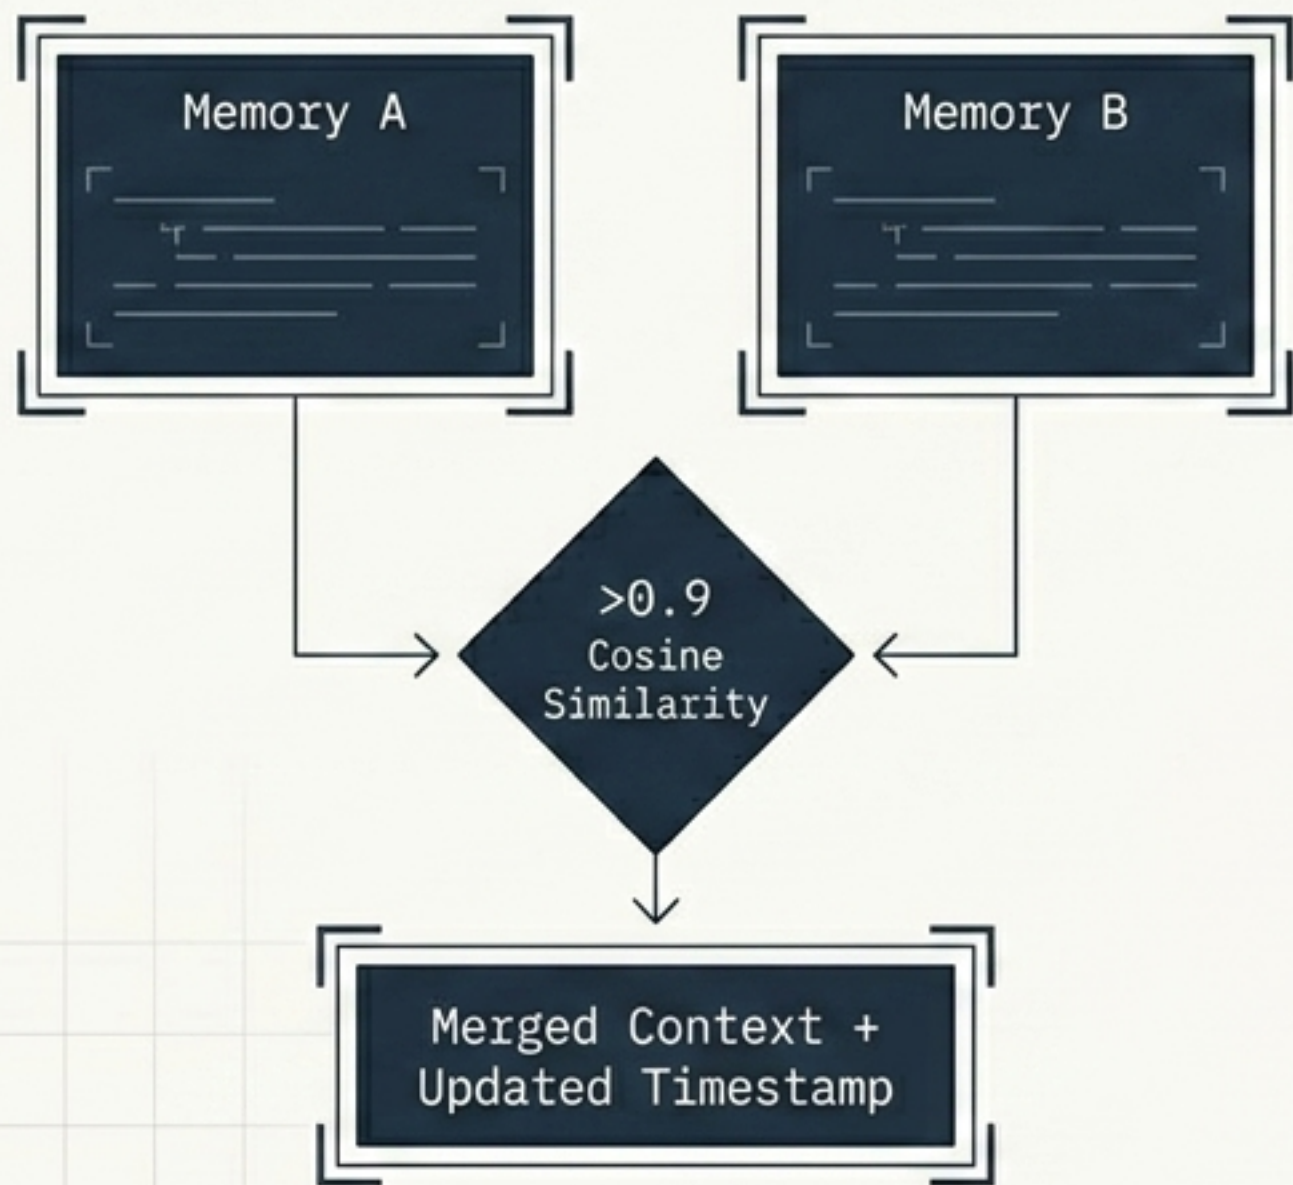 Memory A
Memory B
>0.9
Cosine
Similarity
Merged Context +
Updated Timestamp